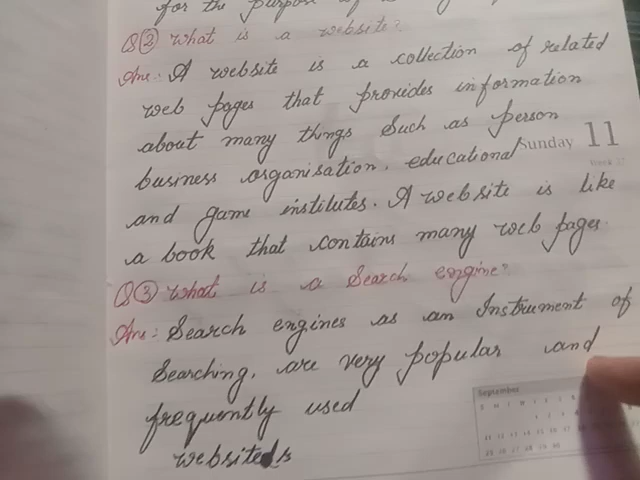 for the purpose of
Q② What is a website?
Ans: A website is a collection of related
web pages that provides information
about many things such as person
business organisation, educational
Sunday 11
and game institutes. A website is like
a book that contains many web pages.
Q③ What is a Search engine?
Ans: Search engines as an Instrument of
Searching, are very popular and
frequently used
websites
September